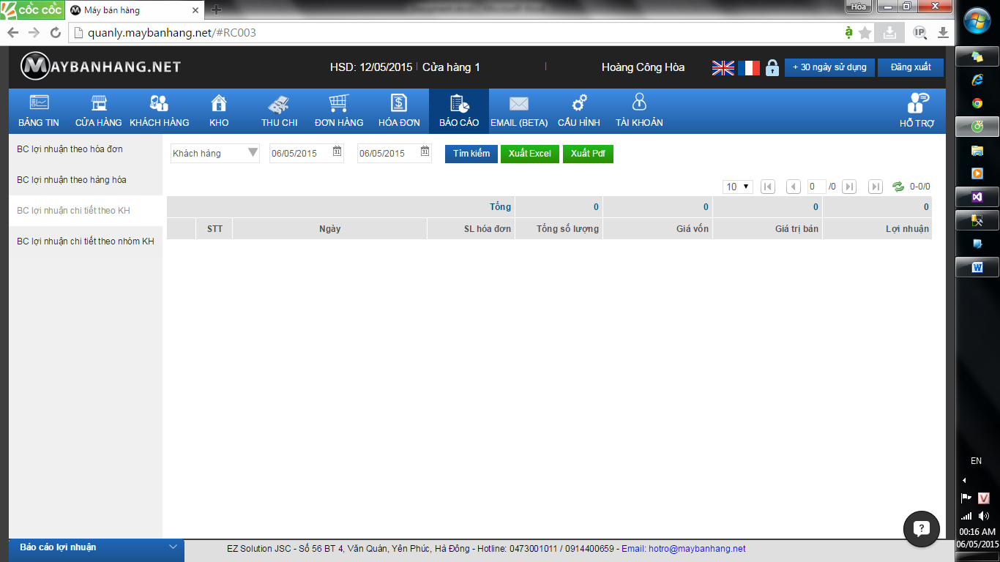 CỐC CỐC Máy bán hàng Hòa
quanly.maybanhang.net/#RC003 IP
MAYBANHANG.NET HSD: 12/05/2015 Cửa hàng 1 Hoàng Công Hòa + 30 ngày sử dụng Đăng xuất
BẢNG TIN CỬA HÀNG KHÁCH HÀNG KHO THU CHI ĐƠN HÀNG HÓA ĐƠN BÁO CÁO EMAIL (BETA) CẤU HÌNH TÀI KHOẢN HỖ TRỢ
BC lợi nhuận theo hóa đơn
BC lợi nhuận theo hàng hóa
BC lợi nhuận chi tiết theo KH
BC lợi nhuận chi tiết theo nhóm KH
Khách hàng 06/05/2015 06/05/2015 Tìm kiếm Xuất Excel Xuất Pdf
10 0 /0 0-0/0
Tổng 0 0 0 0
STT Ngày SL hóa đơn Tổng số lượng Giá vốn Giá trị bán Lợi nhuận
Báo cáo lợi nhuận
EZ Solution JSC - Số 56 BT 4, Văn Quán, Yên Phúc, Hà Đông - Hotline: 0473001011 / 0914400659 - Email: hotro@maybanhang.net
EN
00:16 AM
06/05/2015